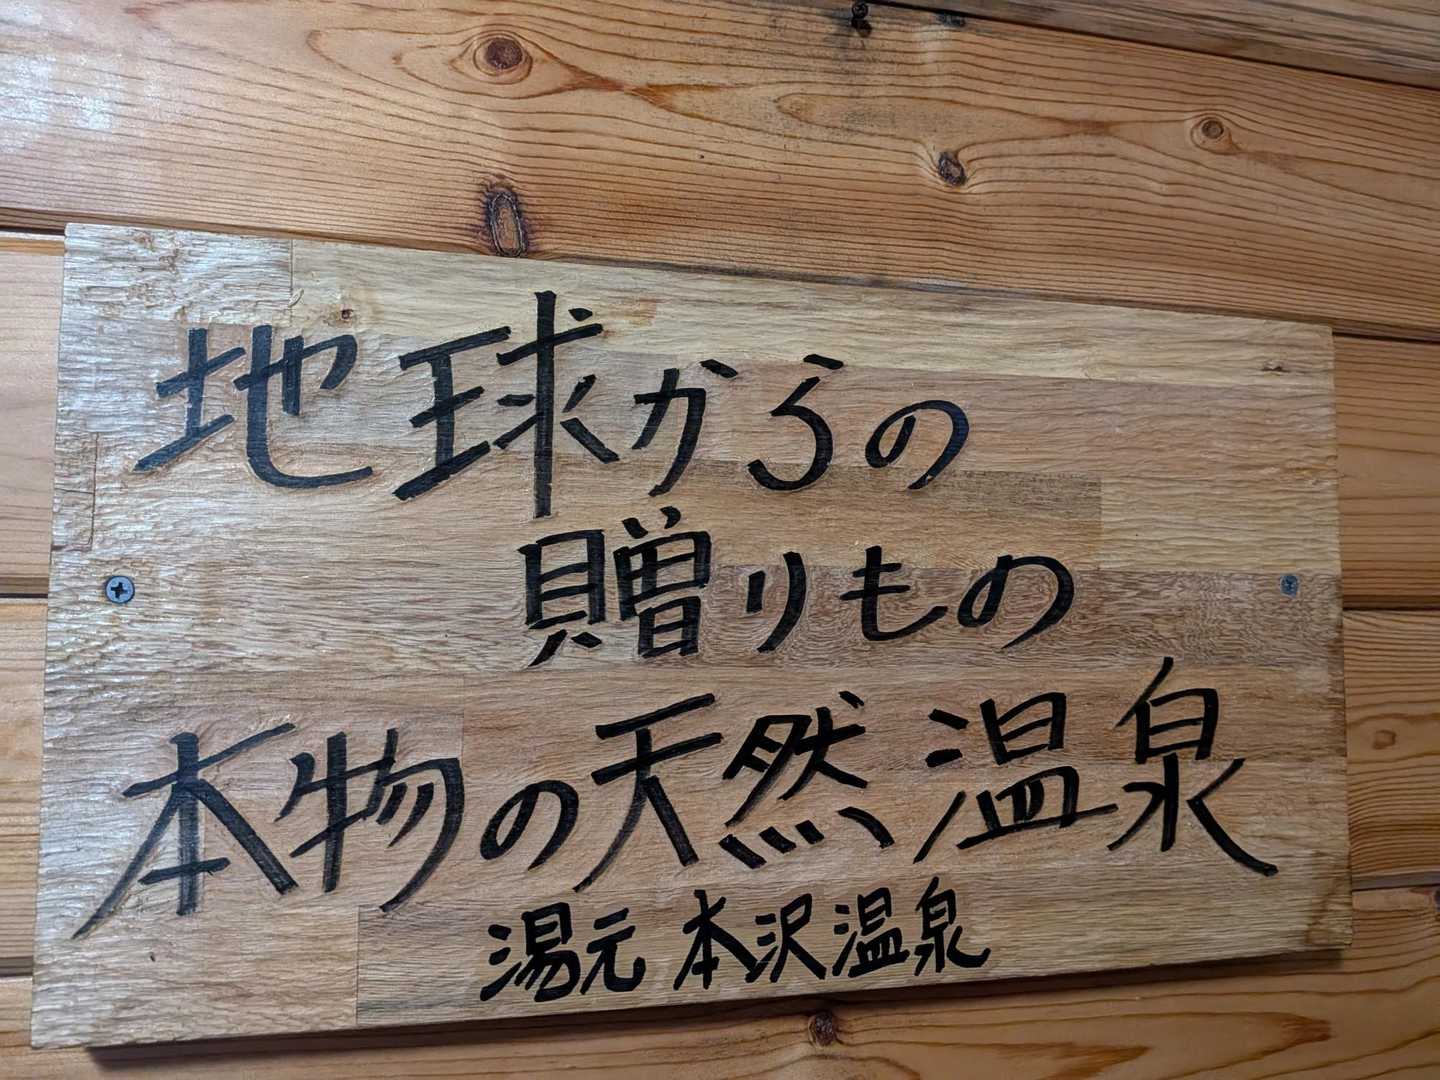 地球からの
贈りもの
本物の天然温泉
湯元 本沢温泉